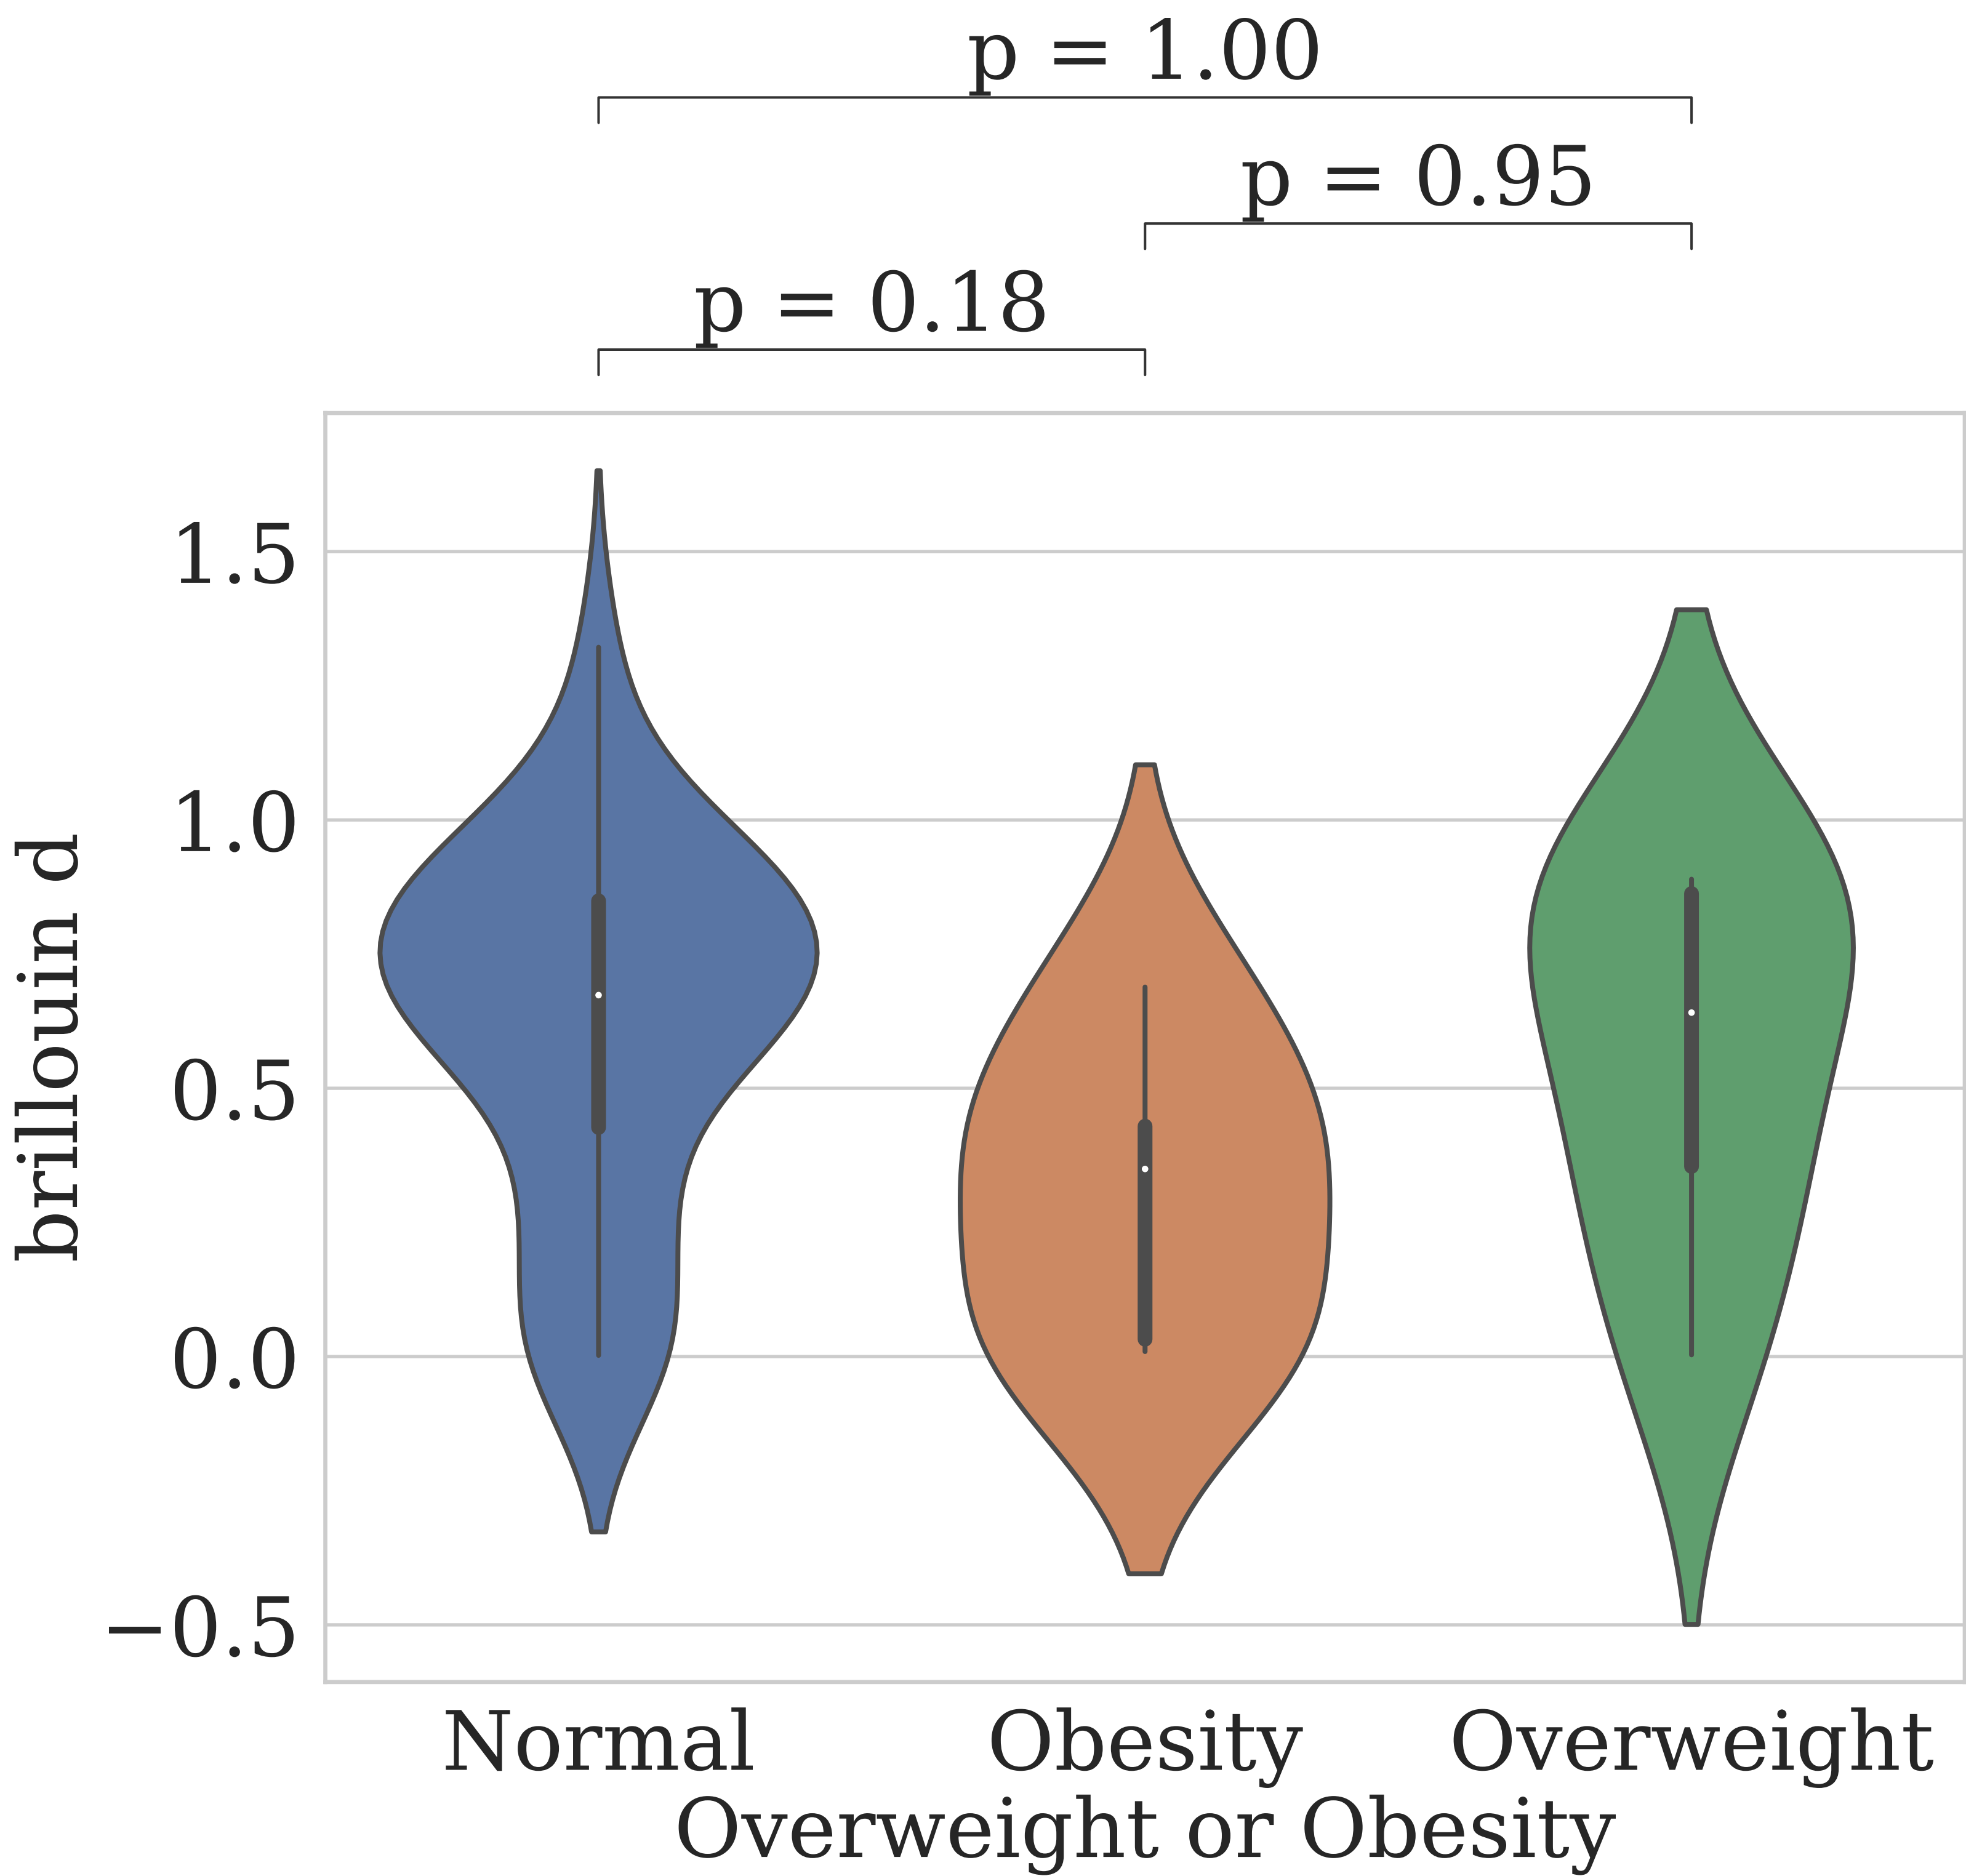 p = 1.00
p = 0.95
p = 0.18
brillouin d
1.5
1.0
0.5
0.0
−0.5
Normal Obesity Overweight
Overweight or Obesity